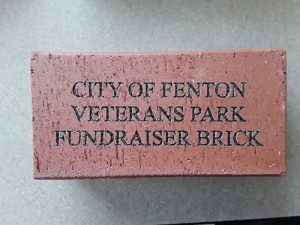 CITY OF FENTON
VETERANS PARK
FUNDRAISER BRICK